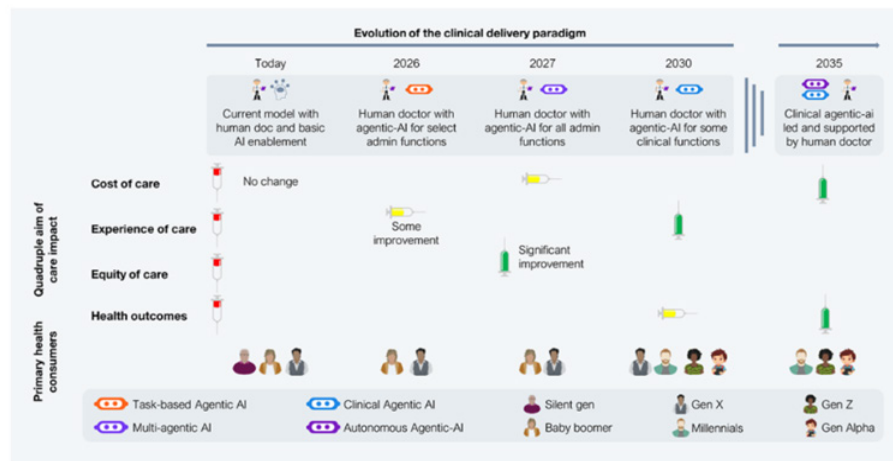 Evolution of the clinical delivery paradigm
Today
2026
2027
2030
2035
Current model with
human doc and basic
AI enablement
Human doctor with
agentic-AI for select
admin functions
Human doctor with
agentic-AI for all admin
functions
Human doctor with
agentic-AI for some
clinical functions
Clinical agentic-ai
led and supported
by human doctor
Quadruple aim of
care impact
Cost of care
No change
Experience of care
Some
improvement
Significant
improvement
Equity of care
Health outcomes
Primary health
consumers
Task-based Agentic AI
Clinical Agentic AI
Silent gen
Gen X
Gen Z
Multi-agentic AI
Autonomous Agentic-AI
Baby boomer
Millennials
Gen Alpha